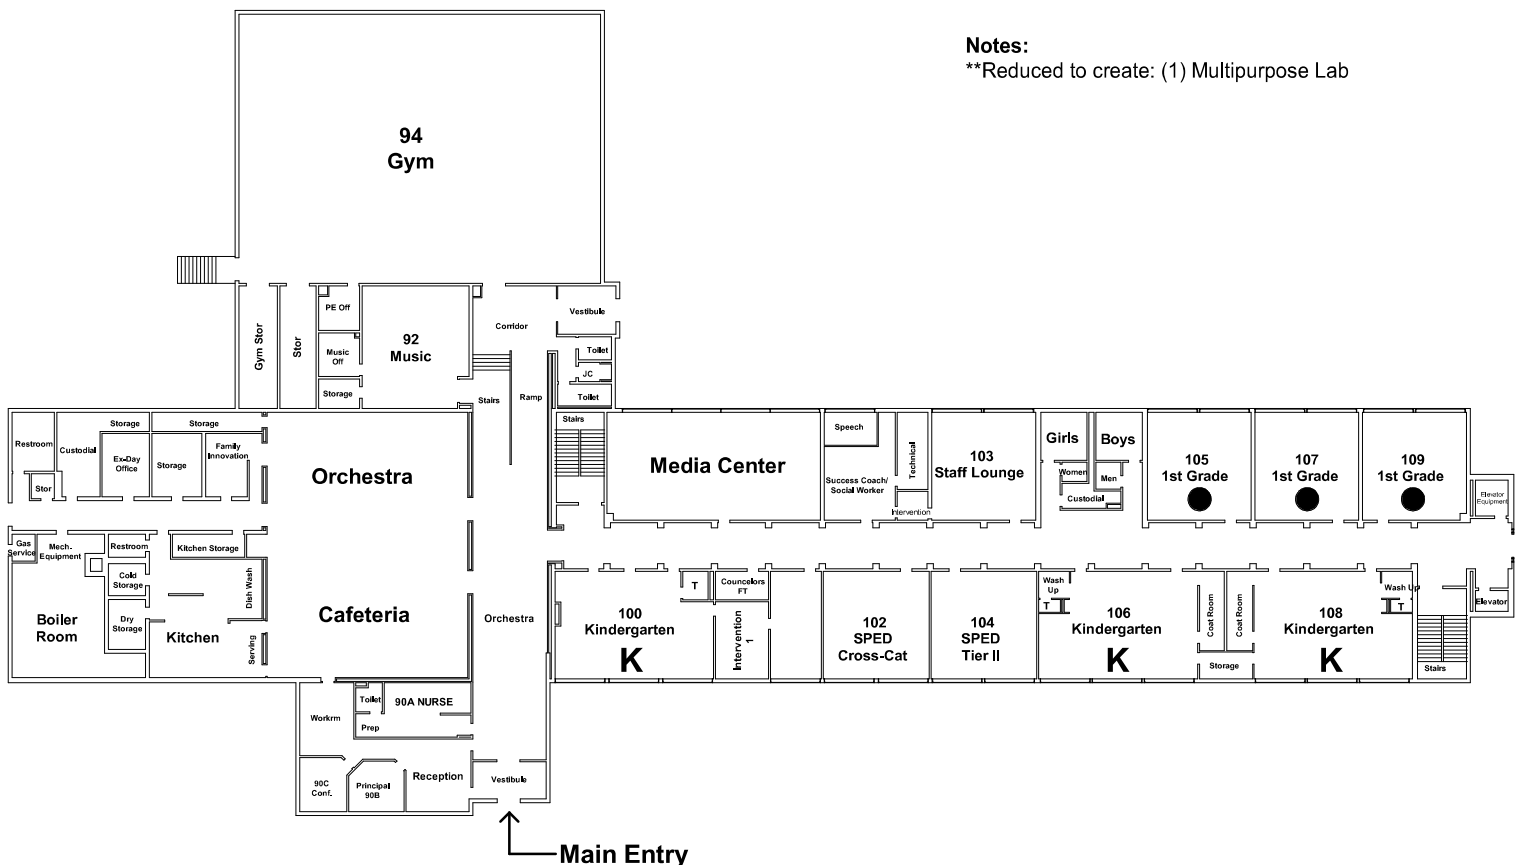 Notes:
**Reduced to create: (1) Multipurpose Lab
94
Gym
Gym Stor
Stor
PE Off
Music
Off
Storage
92
Music
Corridor
Vestibule
Toilet
JC
Toilet
Stairs
Ramp
Restroom
Stor
Custodial
Storage
Ex-Day
Office
Storage
Storage
Family
Innovation
Orchestra
Stairs
Media Center
Speech
Success Coach/
Social Worker
Technical
Intervention
103
Staff Lounge
Girls
Women
Boys
Men
Custodial
105
1st Grade
107
1st Grade
109
1st Grade
Elevator
Equipment
Gas
Service
Mech-
Equipment
Restroom
Kitchen Storage
Cold
Storage
Dry
Storage
Dish Wash
Boiler
Room
Kitchen
Serving
Cafeteria
Orchestra
100
Kindergarten
K
T
Councelors
FT
Intervention
1
102
SPED
Cross-Cat
104
SPED
Tier II
Wash
Up
T
106
Kindergarten
K
Coat Room
Coat Room
Storage
108
Kindergarten
K
Wash Up
T
Elevator
Stairs
Workrm
Toilet
90A NURSE
Prep
90C
Conf.
Principal
90B
Reception
Vestibule
Main Entry